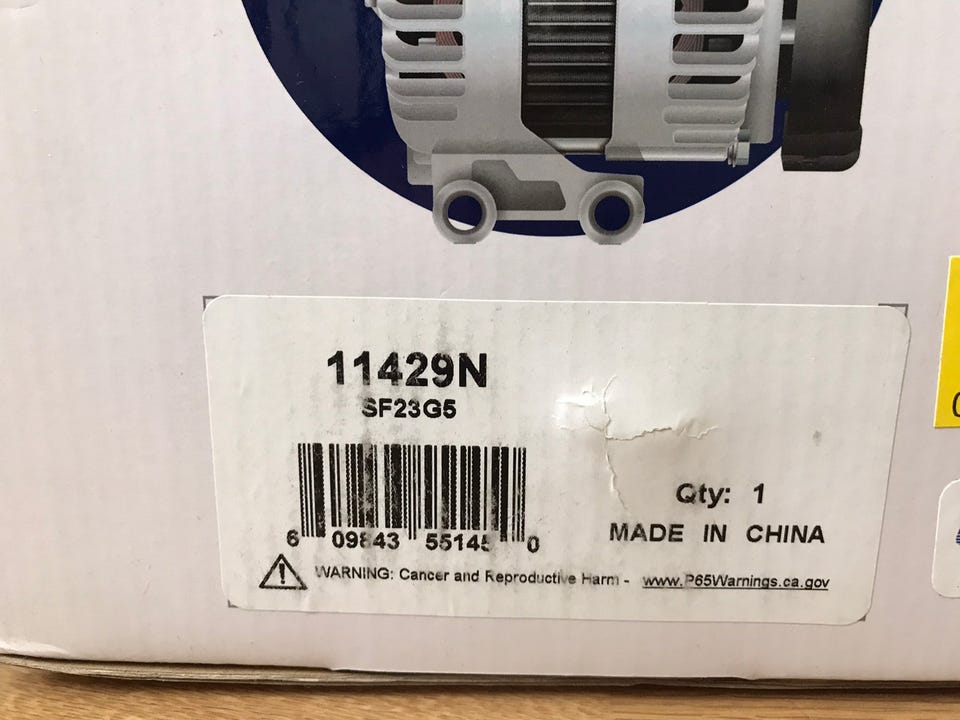 11429N
SF23G5
6 09843 55145 0
Qty: 1
MADE IN CHINA
WARNING: Cancer and Reproductive Harm - www.P65Warnings.ca.gov